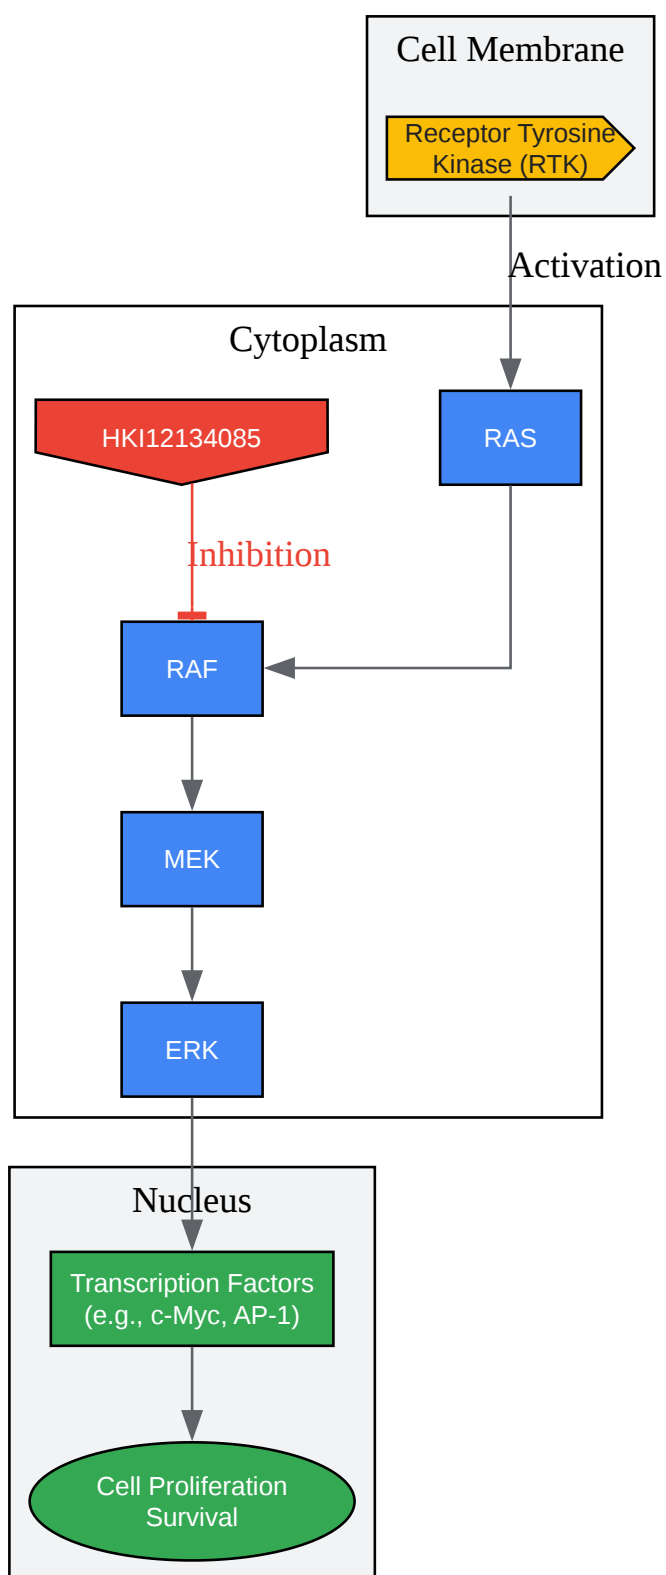 Cell Membrane
Receptor Tyrosine
Kinase (RTK)
Activation
Cytoplasm
HKI12134085
RAS
Inhibition
RAF
MEK
ERK
Nucleus
Transcription Factors
(e.g., c-Myc, AP-1)
Cell Proliferation
Survival